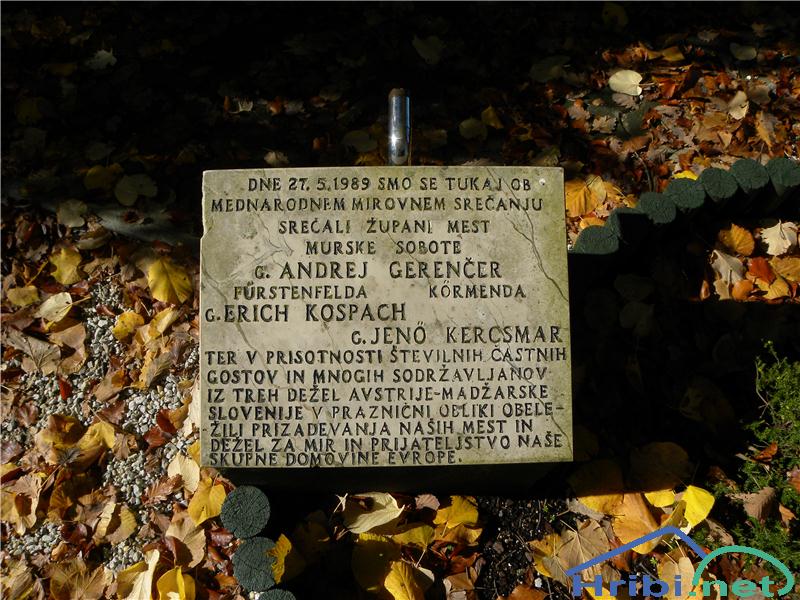 DNE 27. 5. 1989 SMO SE TUKAJ OB
MEDNARODNEM MIROVNEM SREČANJU
SREČALI ŽUPANI MEST
MURSKE SOBOTE
G. ANDREJ GERENČER
FÜRSTENFELDA KÖRMENDA
G. ERICH KOSPACH
G. JENŐ KERCSMAR
TER V PRISOTNOSTI ŠTEVILNIH ČASTNIH
GOSTOV IN MNOGIH SODRŽAVLJANOV
IZ TREH DEŽEL AVSTRIJE-MADŽARSKE
SLOVENIJE V PRAZNIČNI OBLIKI OBELE-
ŽILI PRIZADEVANJA NAŠIH MEST IN
DEŽEL ZA MIR IN PRIJATELJSTVO NAŠE
SKUPNE DOMOVINE EVROPE.
Hribi.net